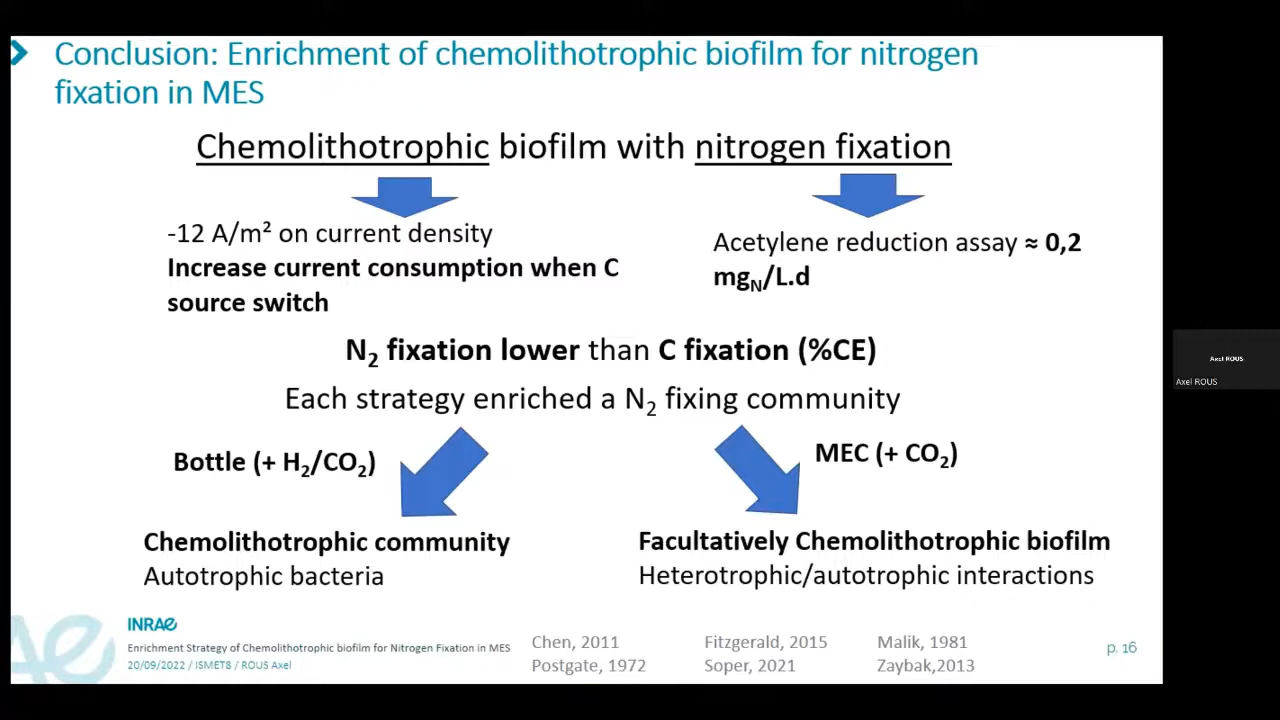 Conclusion: Enrichment of chemolithotrophic biofilm for nitrogen
fixation in MES
Chemolithotrophic biofilm with nitrogen fixation
-12 A/m² on current density
Increase current consumption when C
source switch
Acetylene reduction assay ≈ 0,2
mgN/L.d
N2 fixation lower than C fixation (%CE)
Each strategy enriched a N2 fixing community
Bottle (+ H2/CO2)
MEC (+ CO2)
Chemolithotrophic community
Autotrophic bacteria
Facultatively Chemolithotrophic biofilm
Heterotrophic/autotrophic interactions
INRAE
Enrichment Strategy of Chemolithotrophic biofilm for Nitrogen Fixation in MES
20/09/2022 / ISMET8 / ROUS Axel
Chen, 2011
Postgate, 1972
Fitzgerald, 2015
Soper, 2021
Malik, 1981
Zaybak,2013
p. 16
Axel ROUS
Axel ROUS